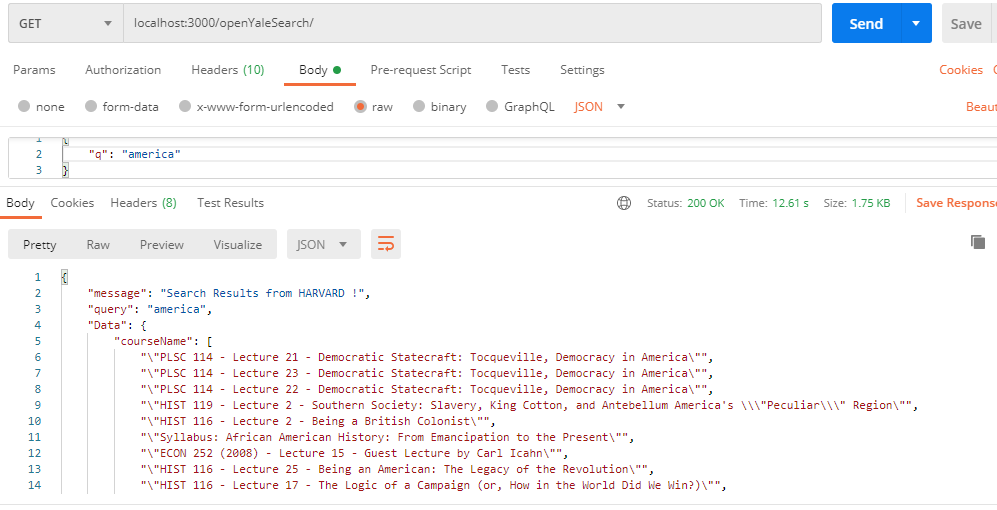 GET localhost:3000/openYaleSearch/ Send Save
Params Authorization Headers (10) Body Pre-request Script Tests Settings Cookies
none form-data x-www-form-urlencoded raw binary GraphQL JSON Beau
1 {
2 "q": "america"
3 }
Body Cookies Headers (8) Test Results Status: 200 OK Time: 12.61 s Size: 1.75 KB Save Respons
Pretty Raw Preview Visualize JSON
1 {
2 "message": "Search Results from HARVARD !",
3 "query": "america",
4 "Data": {
5 "courseName": [
6 "\"PLSC 114 - Lecture 21 - Democratic Statecraft: Tocqueville, Democracy in America\"",
7 "\"PLSC 114 - Lecture 23 - Democratic Statecraft: Tocqueville, Democracy in America\"",
8 "\"PLSC 114 - Lecture 22 - Democratic Statecraft: Tocqueville, Democracy in America\"",
9 "\"HIST 119 - Lecture 2 - Southern Society: Slavery, King Cotton, and Antebellum America's \\\"Peculiar\\\" Region\"",
10 "\"HIST 116 - Lecture 2 - Being a British Colonist\"",
11 "\"Syllabus: African American History: From Emancipation to the Present\"",
12 "\"ECON 252 (2008) - Lecture 15 - Guest Lecture by Carl Icahn\"",
13 "\"HIST 116 - Lecture 25 - Being an American: The Legacy of the Revolution\"",
14 "\"HIST 116 - Lecture 17 - The Logic of a Campaign (or, How in the World Did We Win?)\"",